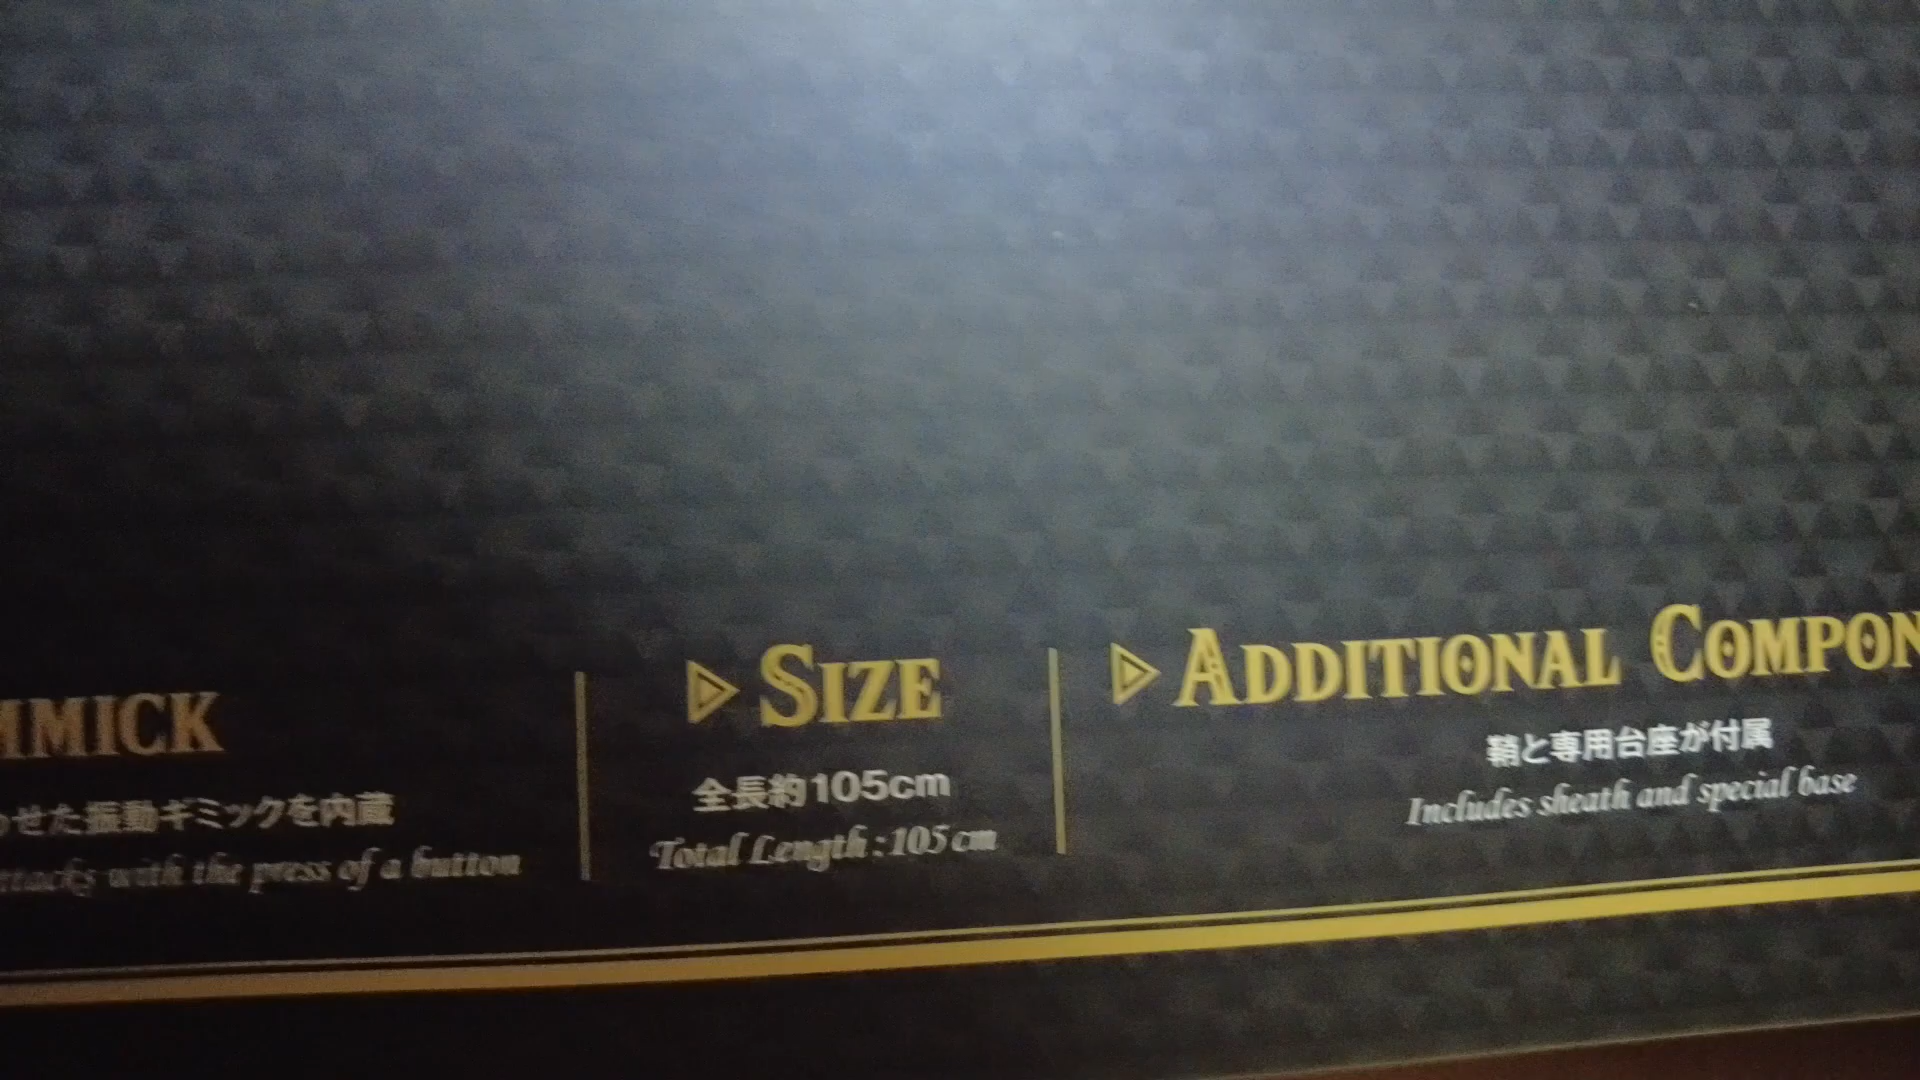 MMICK
わせた振動ギミックを内蔵
attacks with the press of a button
SIZE
全長約105cm
Total Length : 105 cm
ADDITIONAL COMPON
鞘と専用台座が付属
Includes sheath and special base